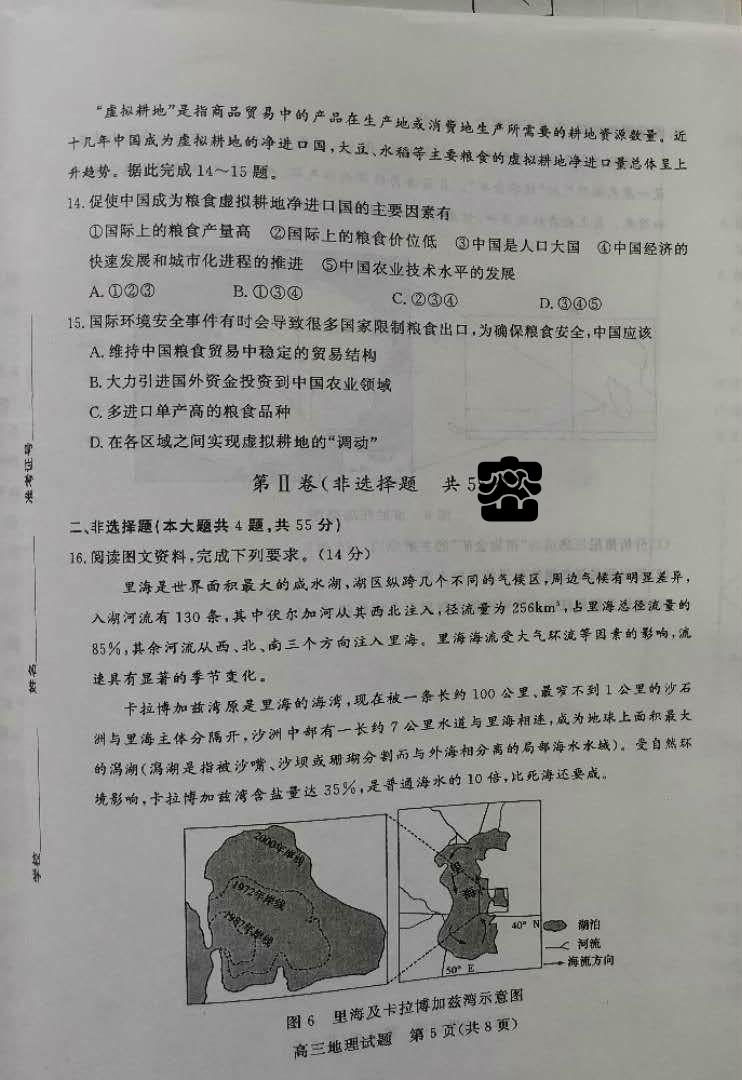 “虚拟耕地”是指商品贸易中的产品在生产地或消费地生产所需要的耕地资源数量。近
十几年中国成为虚拟耕地的净进口国,大豆、水稻等主要粮食的虚拟耕地净进口量总体呈上
升趋势。据此完成14～15题。
14.促使中国成为粮食虚拟耕地净进口国的主要因素有
①国际上的粮食产量高 ②国际上的粮食价位低 ③中国是人口大国 ④中国经济的
快速发展和城市化进程的推进 ⑤中国农业技术水平的发展
A.①②③ B.①③④ C.②③④ D.③④⑤
15.国际环境安全事件有时会导致很多国家限制粮食出口,为确保粮食安全,中国应该
A.维持中国粮食贸易中稳定的贸易结构
B.大力引进国外资金投资到中国农业领域
C.多进口单产高的粮食品种
D.在各区域之间实现虚拟耕地的“调动”
第Ⅱ卷(非选择题 共5
密
二、非选择题(本大题共4题,共55分)
16.阅读图文资料,完成下列要求。(14分)
里海是世界面积最大的咸水湖,湖区纵跨几个不同的气候区,周边气候有明显差异,
入湖河流有130条,其中伏尔加河从其西北注入,径流量为256km³,占里海总径流量的
85%,其余河流从西、北、南三个方向注入里海。里海海流受大气环流等因素的影响,流
速具有显著的季节变化。
卡拉博加兹湾原是里海的海湾,现在被一条长约100公里、最窄不到1公里的沙石
洲与里海主体分隔开,沙洲中部有一长约7公里水道与里海相连,成为地球上面积最大
的潟湖(潟湖是指被沙嘴、沙坝或珊瑚分割而与外海相分离的局部海水水域)。受自然环
境影响,卡拉博加兹湾含盐量达35%,是普通海水的10倍,比死海还要咸。
2000年岸线
1972年岸线
1987年岸线
里
海
40° N
50° E
湖泊
河流
海流方向
图6 里海及卡拉博加兹湾示意图
高三地理试题 第5页(共8页)
准考证号
姓名
学校